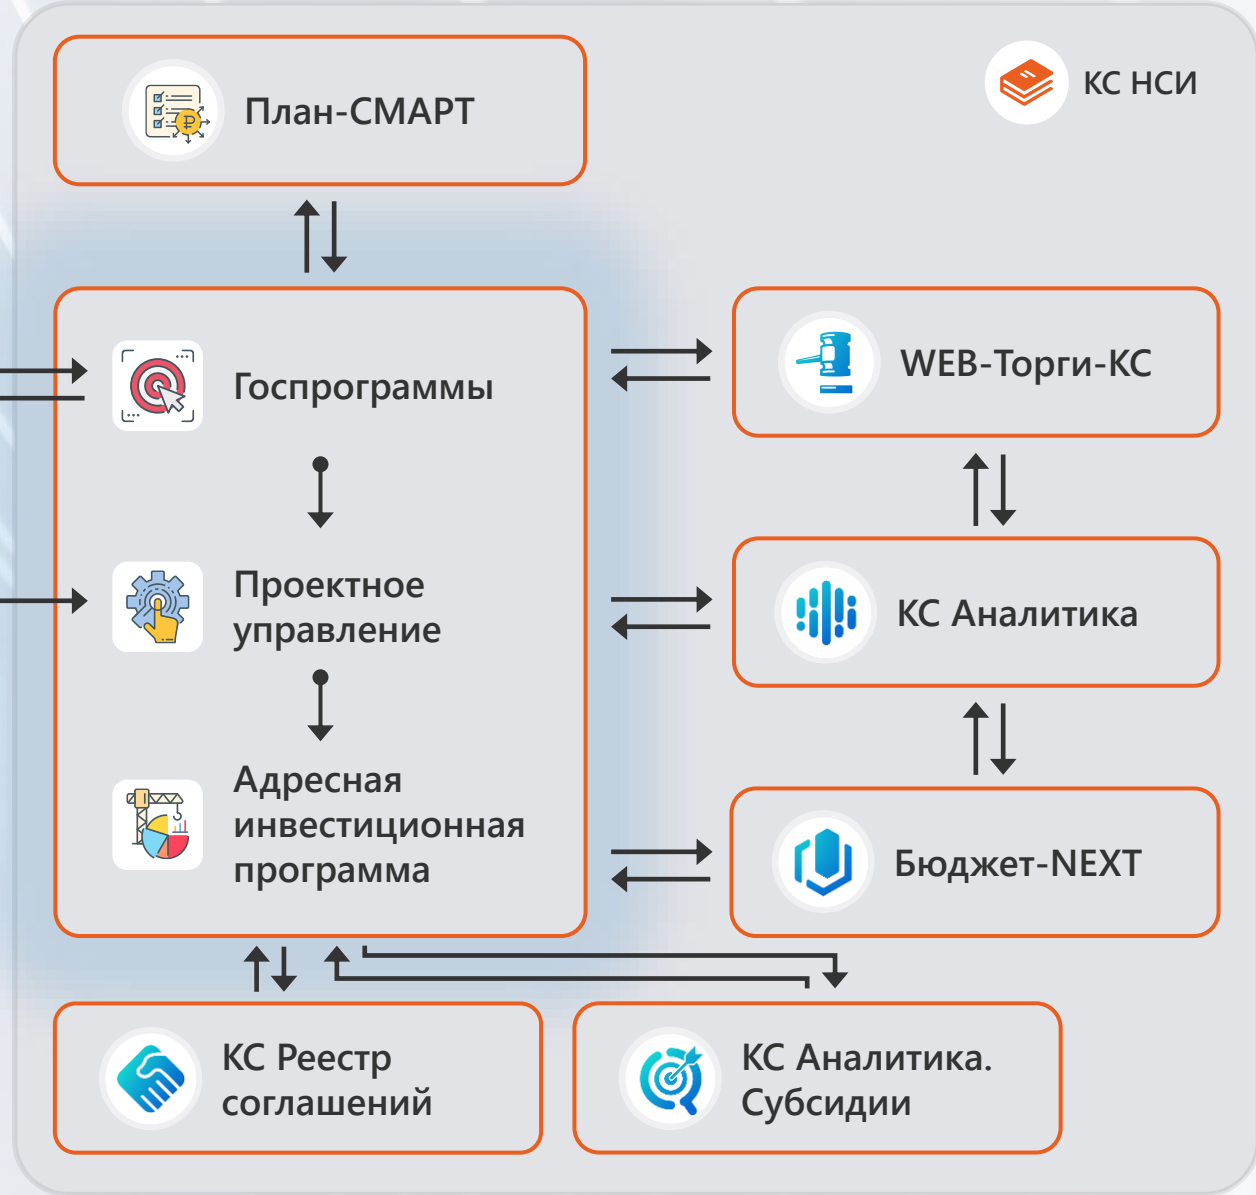 План-СМАРТ
КС НСИ
Госпрограммы
Проектное
управление
Адресная
инвестиционная
программа
WEB-Торги-КС
КС Аналитика
Бюджет-NEXT
КС Реестр
соглашений
КС Аналитика.
Субсидии